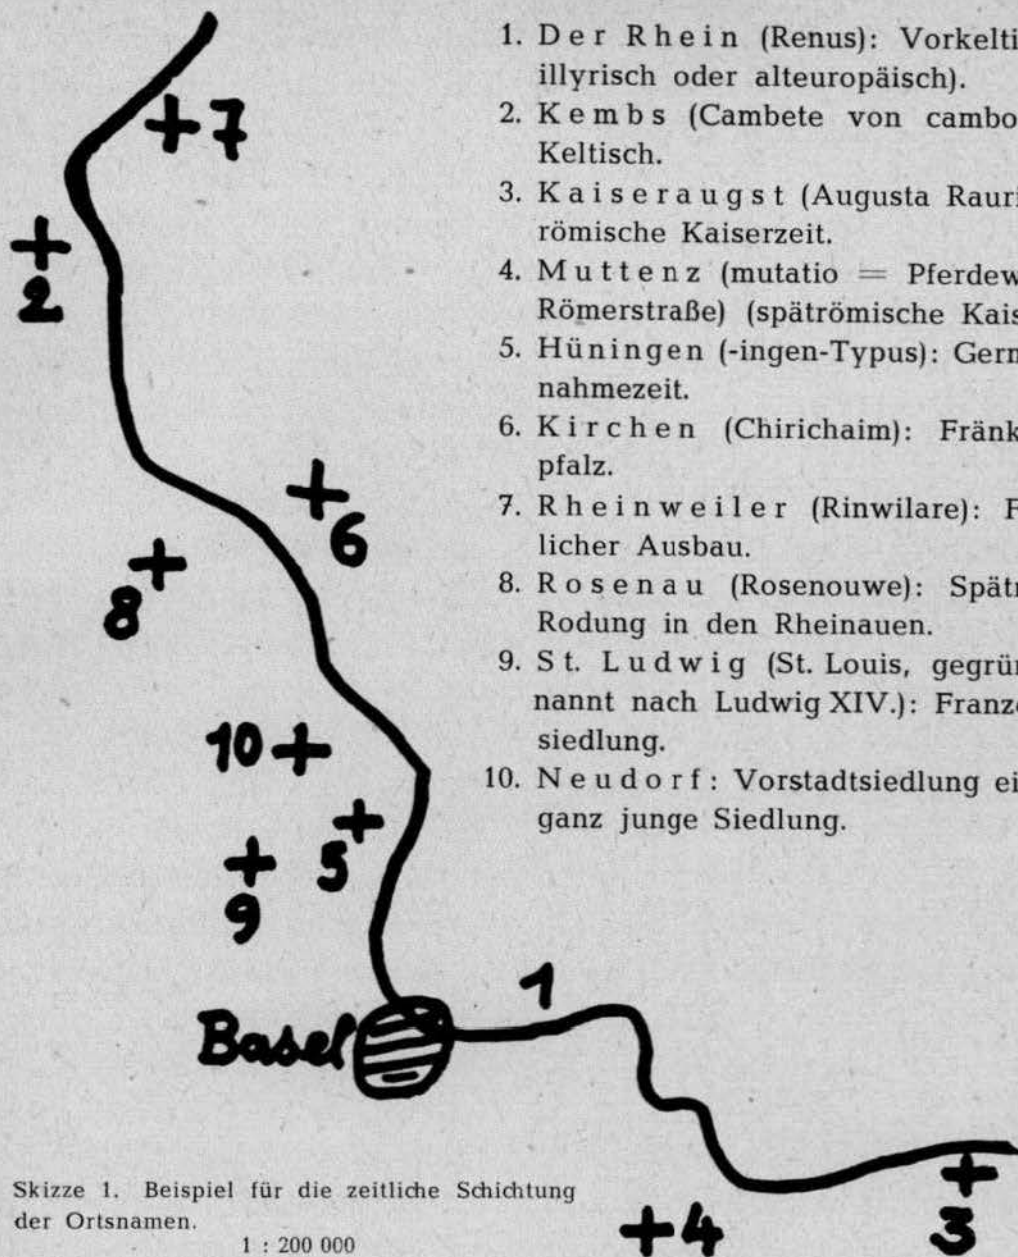 1. Der Rhein (Renus): Vorkelti
illyrisch oder alteuropäisch).
2. Kembs (Cambete von cambo
Keltisch.
3. Kaiseraugst (Augusta Rauri
römische Kaiserzeit.
4. Muttenz (mutatio = Pferdew
Römerstraße) (spätrömische Kais
5. Hüningen (-ingen-Typus): Germ
nahmezeit.
6. Kirchen (Chirichaim): Fränk
pfalz.
7. Rheinweiler (Rinwilare): F
licher Ausbau.
8. Rosenau (Rosenouwe): Spätm
Rodung in den Rheinauen.
9. St. Ludwig (St. Louis, gegrün
nannt nach Ludwig XIV.): Franzö
siedlung.
10. Neudorf: Vorstadtsiedlung ei
ganz junge Siedlung.
7
2
6
8
10
5
9
1
Basel
4
3
Skizze 1. Beispiel für die zeitliche Schichtung
der Ortsnamen.
1 : 200 000